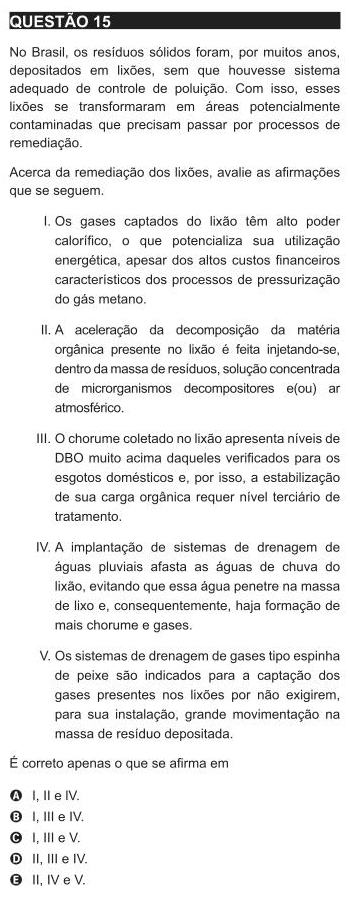 QUESTÃO 15
No Brasil, os resíduos sólidos foram, por muitos anos,
depositados em lixões, sem que houvesse sistema
adequado de controle de poluição. Com isso, esses
lixões se transformaram em áreas potencialmente
contaminadas que precisam passar por processos de
remediação.
Acerca da remediação dos lixões, avalie as afirmações
que se seguem.
I. Os gases captados do lixão têm alto poder
calorífico, o que potencializa sua utilização
energética, apesar dos altos custos financeiros
característicos dos processos de pressurização
do gás metano.
II. A aceleração da decomposição da matéria
orgânica presente no lixão é feita injetando-se,
dentro da massa de resíduos, solução concentrada
de microrganismos decompositores e(ou) ar
atmosférico.
III. O chorume coletado no lixão apresenta níveis de
DBO muito acima daqueles verificados para os
esgotos domésticos e, por isso, a estabilização
de sua carga orgânica requer nível terciário de
tratamento.
IV. A implantação de sistemas de drenagem de
águas pluviais afasta as águas de chuva do
lixão, evitando que essa água penetre na massa
de lixo e, consequentemente, haja formação de
mais chorume e gases.
V. Os sistemas de drenagem de gases tipo espinha
de peixe são indicados para a captação dos
gases presentes nos lixões por não exigirem,
para sua instalação, grande movimentação na
massa de resíduo depositada.
É correto apenas o que se afirma em
A I, II e IV.
B I, III e IV.
C I, III e V.
D II, III e IV.
E II, IV e V.